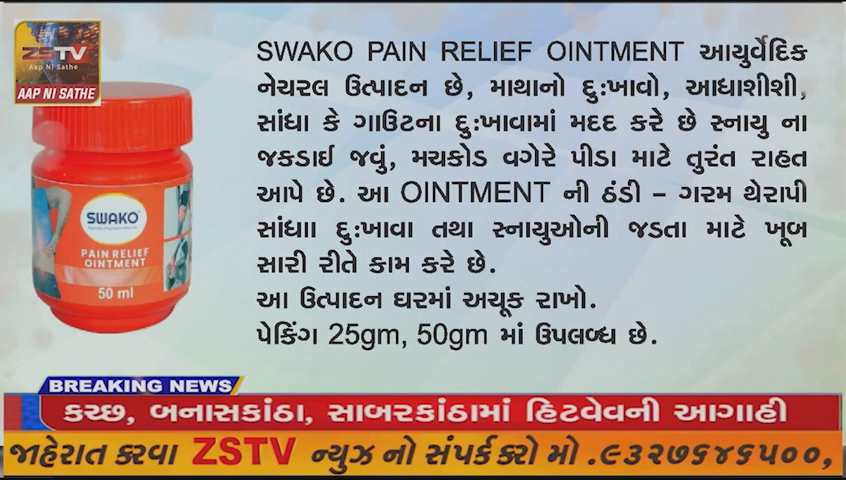 ZSTV
Aap Ni Sathe
AAP NI SATHE
SWAKO PAIN RELIEF OINTMENT આયુર્વેદિક
નેચરલ ઉત્પાદન છે, માથાનો દુઃખાવો, આધાશીશી,
સાંધા કે ગાઉટના દુઃખાવામાં મદદ કરે છે સ્નાયુ ના
જકડાઈ જવું, મચકોડ વગેરે પીડા માટે તુરંત રાહત
આપે છે. આ OINTMENT ની ઠંડી – ગરમ થેરાપી
સાંધાા દુઃખાવા તથા સ્નાયુઓની જડતા માટે ખૂબ
સારી રીતે કામ કરે છે.
આ ઉત્પાદન ઘરમાં અચૂક રાખો.
પેકિંગ 25gm, 50gm માં ઉપલબ્ધ છે.
SWAKO
PAIN RELIEF
OINTMENT
50 ml
BREAKING NEWS
કચ્છ, બનાસકાંઠા, સાબરકાંઠામાં હિટવેવની આગાહી
જાહેરાત કરવા ZSTV ન્યુઝ નો સંપર્ક કરો મો .૯૩૨૭૬૪૬૫૦૦,